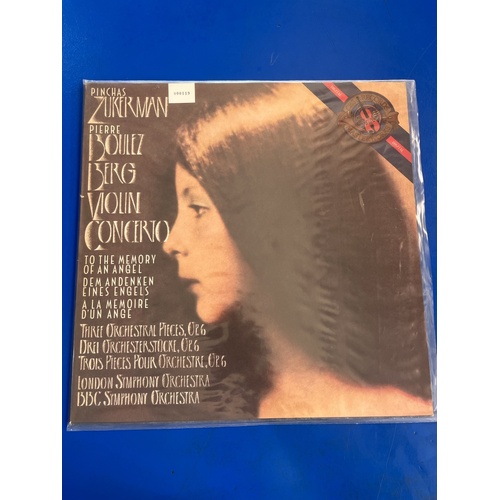 PINCHAS
ZUKERMAN
PIERRE
BOULEZ
BERG
VIOLIN
CONCERTO
TO THE MEMORY
OF AN ANGEL
DEM ANDENKEN
EINES ENGELS
A LA MEMOIRE
D'UN ANGE
THREE ORCHESTRAL PIECES, OP.6
DREI ORCHESTERSTÜCKE, OP.6
TROIS PIECES POUR ORCHESTRE, OP.6
LONDON SYMPHONY ORCHESTRA
BBC SYMPHONY ORCHESTRA